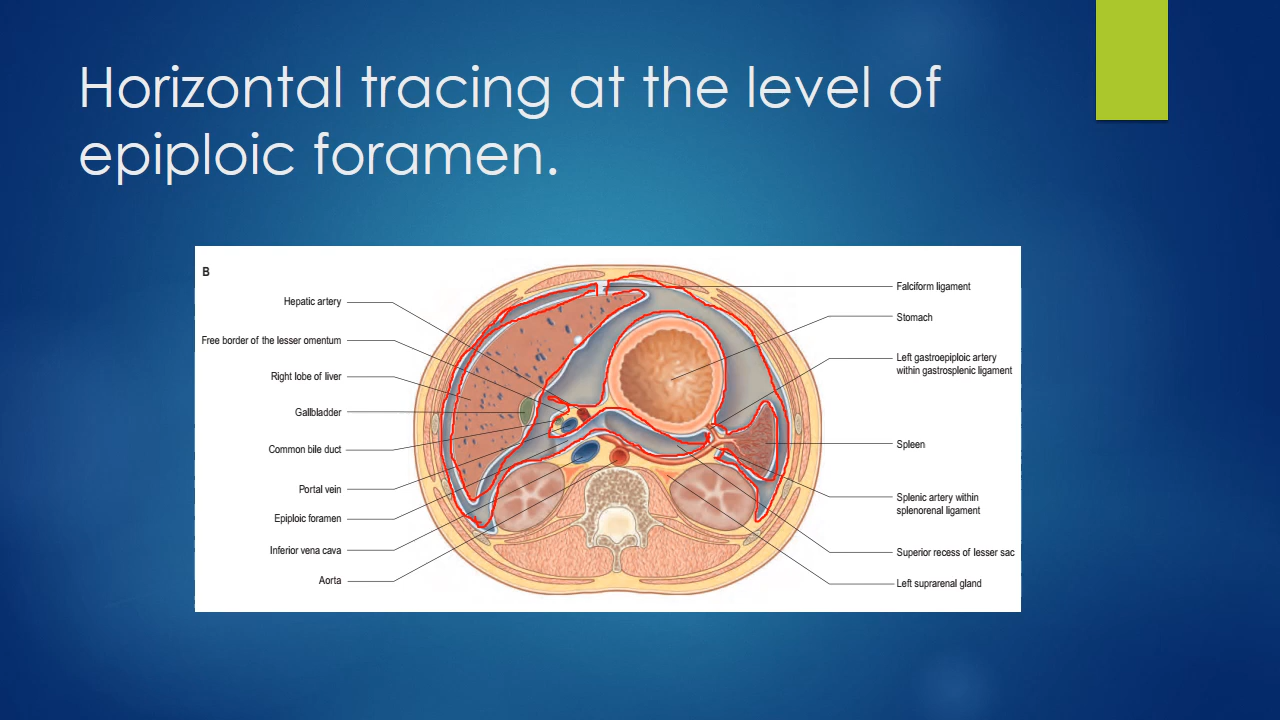 Horizontal tracing at the level of
epiploic foramen.
B
Hepatic artery
Free border of the lesser omentum
Right lobe of liver
Gallbladder
Common bile duct
Portal vein
Epiploic foramen
Inferior vena cava
Aorta
Falciform ligament
Stomach
Left gastroepiploic artery
within gastrosplenic ligament
Spleen
Splenic artery within
splenorenal ligament
Superior recess of lesser sac
Left suprarenal gland